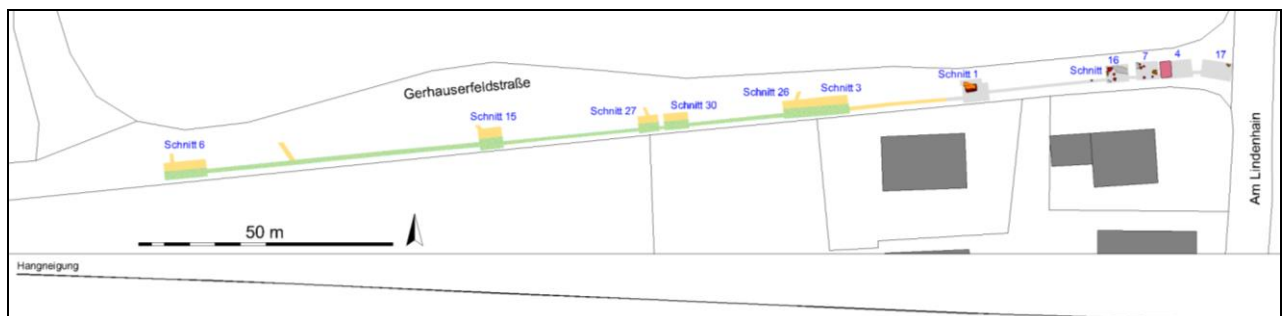 16
7
4
17
Schnitt
Schnitt 1
Gerhauserfeldstraße
Schnitt 26
Schnitt 3
Schnitt 27
Schnitt 30
Schnitt 15
Schnitt 6
Am Lindenhain
50 m
Hangneigung